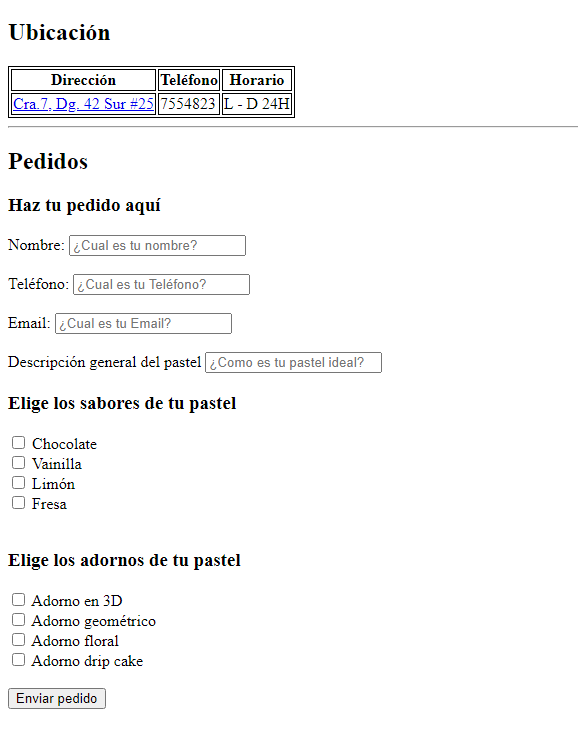 Ubicación
Dirección Teléfono Horario
Cra.7, Dg. 42 Sur #25 7554823 L - D 24H
Pedidos
Haz tu pedido aquí
Nombre: ¿Cual es tu nombre?
Teléfono: ¿Cual es tu Teléfono?
Email: ¿Cual es tu Email?
Descripción general del pastel ¿Como es tu pastel ideal?
Elige los sabores de tu pastel
Chocolate
Vainilla
Limón
Fresa
Elige los adornos de tu pastel
Adorno en 3D
Adorno geométrico
Adorno floral
Adorno drip cake
Enviar pedido